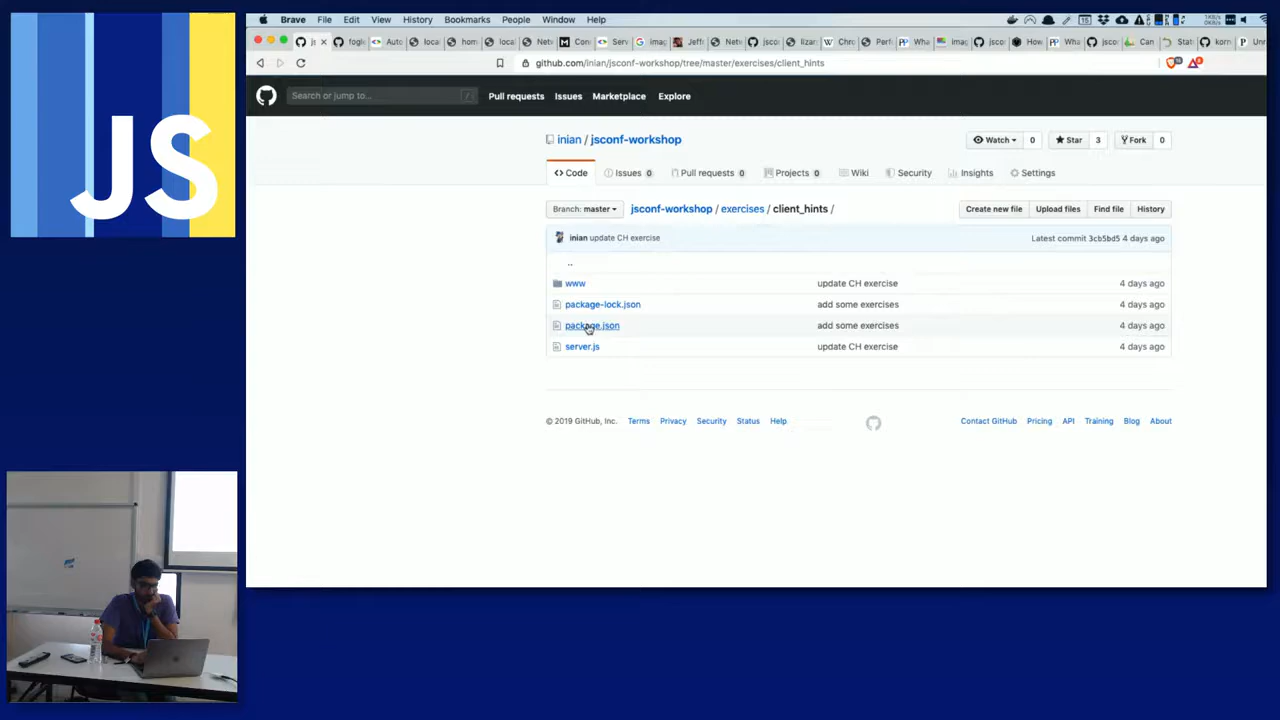 JS
Brave File Edit View History Bookmarks People Window Help
github.com/inian/jsconf-workshop/tree/master/exercises/client_hints
Search or jump to... /
Pull requests Issues Marketplace Explore
inian / jsconf-workshop
Watch 0 Star 3 Fork 0
Code Issues 0 Pull requests 0 Projects 0 Wiki Security Insights Settings
Branch: master jsconf-workshop / exercises / client_hints /
Create new file Upload files Find file History
inian update CH exercise Latest commit 3cb5bd5 4 days ago
..
www update CH exercise 4 days ago
package-lock.json add some exercises 4 days ago
package.json add some exercises 4 days ago
server.js update CH exercise 4 days ago
© 2019 GitHub, Inc. Terms Privacy Security Status Help
Contact GitHub Pricing API Training Blog About